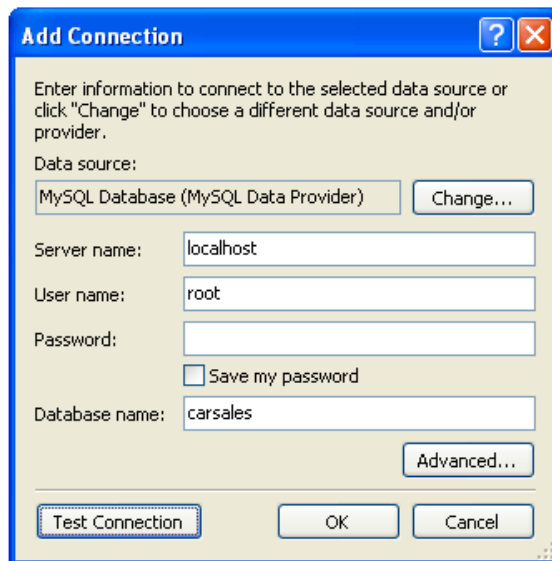 Add Connection
Enter information to connect to the selected data source or
click "Change" to choose a different data source and/or
provider.
Data source:
MySQL Database (MySQL Data Provider) Change...
Server name: localhost
User name: root
Password:
Save my password
Database name: carsales
Advanced...
Test Connection OK Cancel